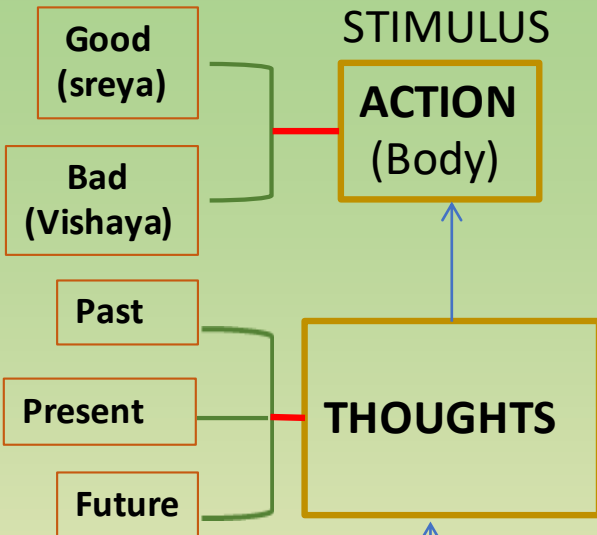 STIMULUS
Good
(sreya)
ACTION
(Body)
Bad
(Vishaya)
Past
Present
THOUGHTS
Future